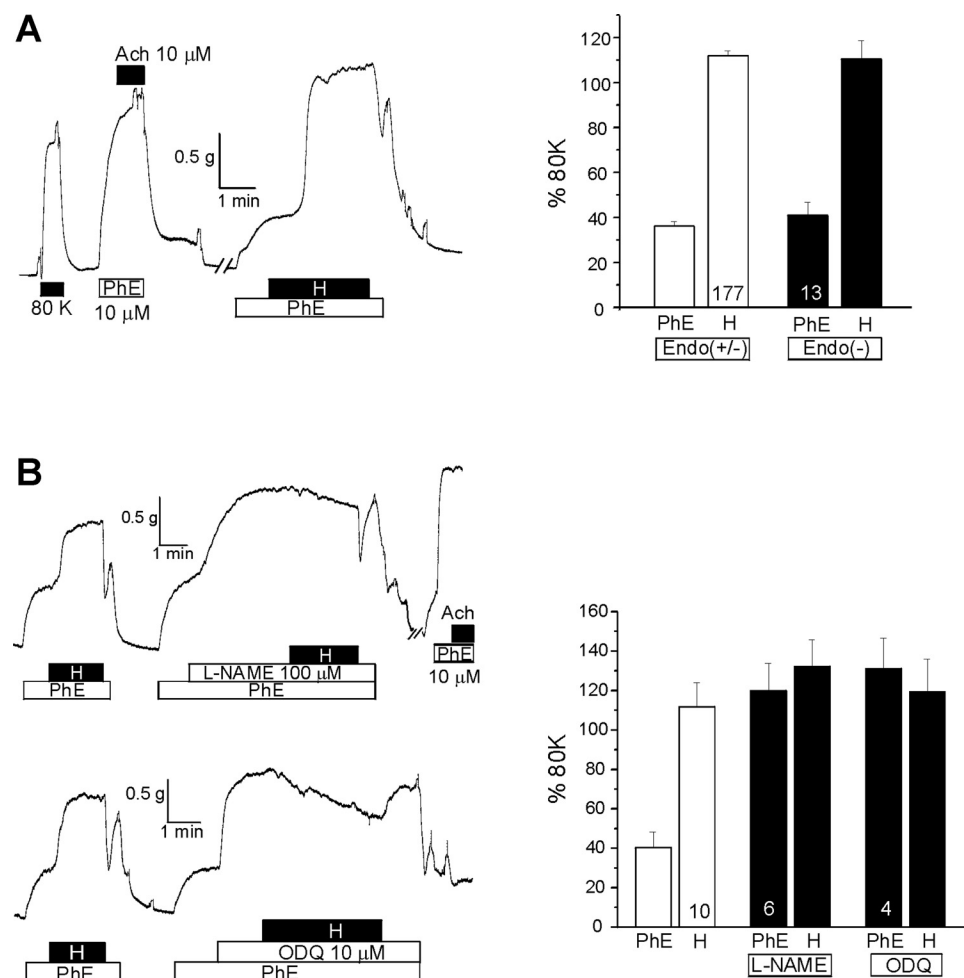 A
Ach 10 μM
0.5 g
1 min
H
80 K
PhE
10 μM
PhE
% 80K
120
100
80
60
40
20
0
177
13
PhE
H
PhE
H
Endo(+/-)
Endo(-)
B
0.5 g
1 min
Ach
H
H
PhE
PhE
L-NAME 100 μM
10 μM
PhE
0.5 g
1 min
H
H
ODQ 10 μM
PhE
PhE
% 80K
160
140
120
100
80
60
40
20
0
10
6
4
PhE
H
PhE
H
PhE
H
L-NAME
ODQ